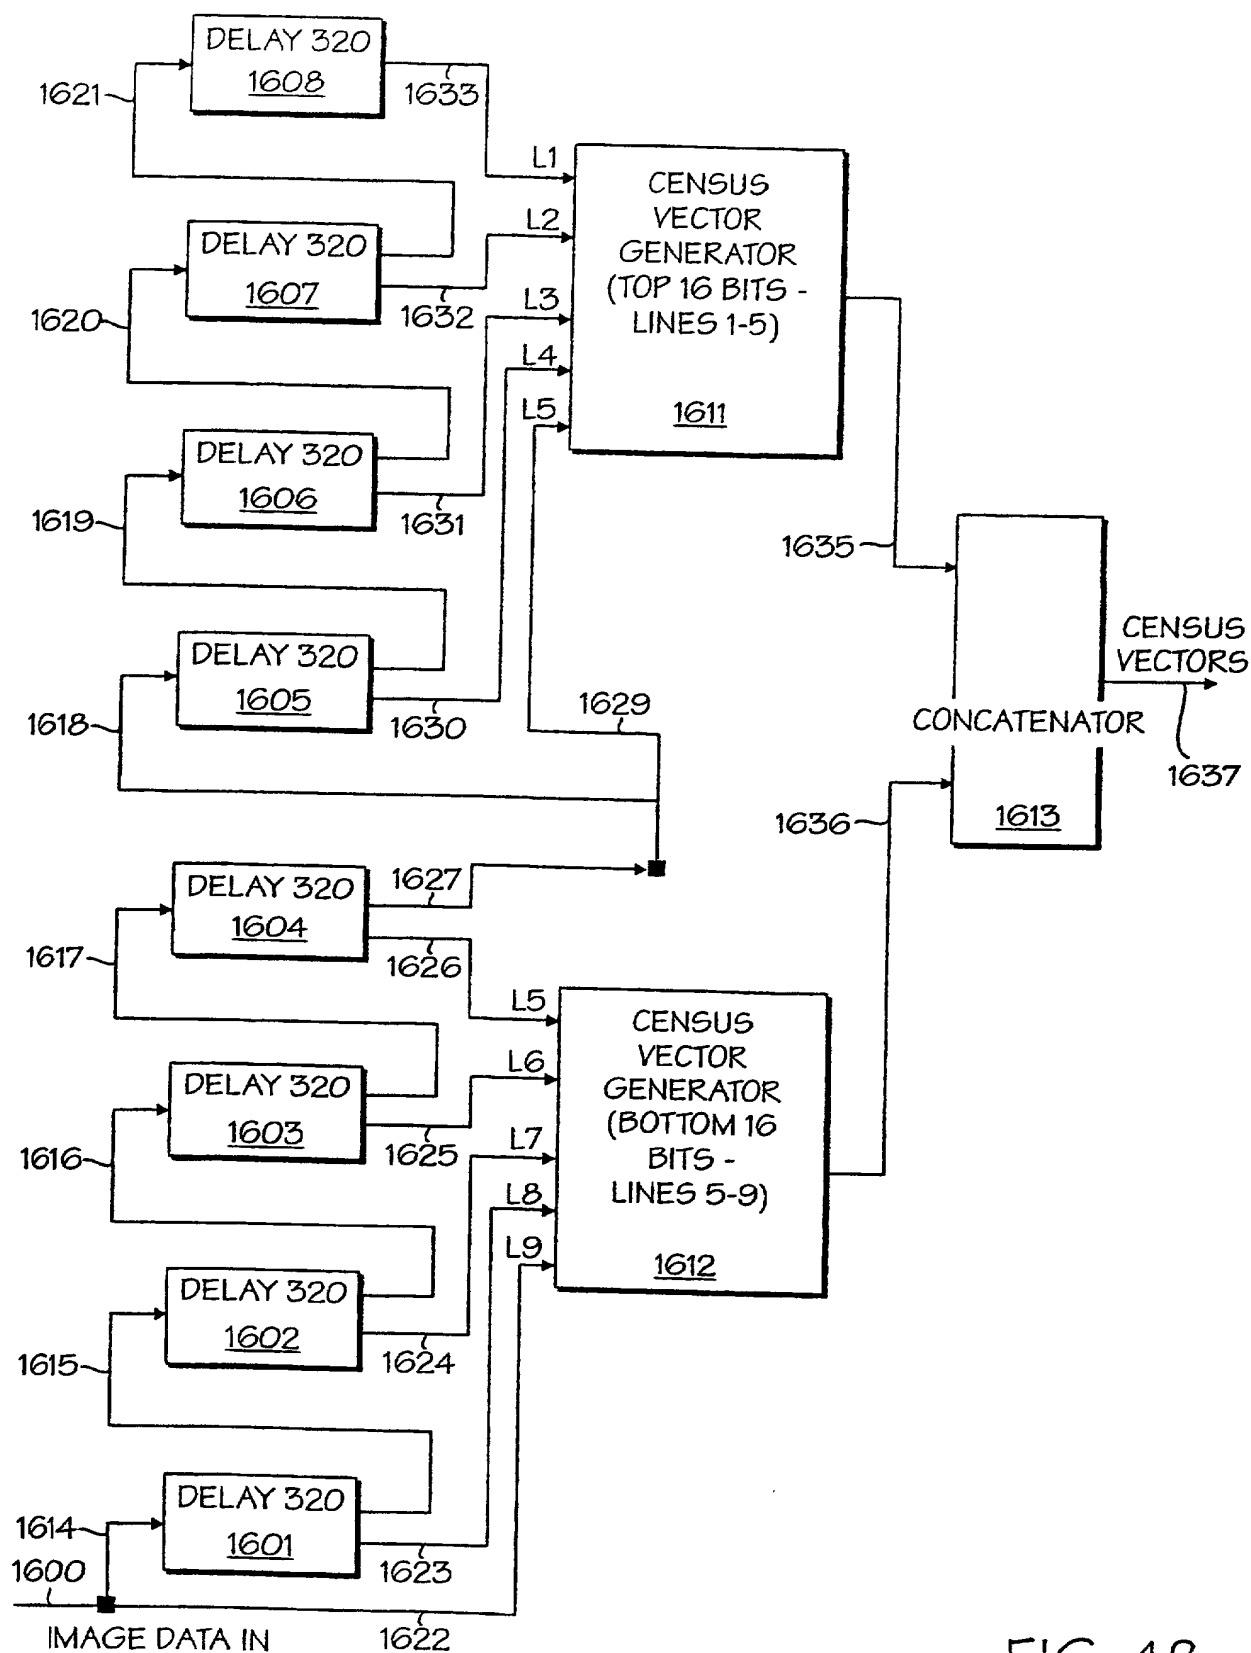 DELAY 320
1608
1621
1633
L1
CENSUS
VECTOR
GENERATOR
(TOP 16 BITS -
LINES 1-5)
1611
DELAY 320
1607
L2
1620
1632
L3
L4
L5
DELAY 320
1606
1619
1631
1635
DELAY 320
1605
1618
1630
1629
CENSUS
VECTORS
CONCATENATOR
1637
1613
1636
DELAY 320
1604
1627
1617
1626
L5
CENSUS
VECTOR
GENERATOR
(BOTTOM 16
BITS -
LINES 5-9)
1612
DELAY 320
1603
L6
1616
1625
L7
L8
L9
DELAY 320
1602
1615
1624
DELAY 320
1601
1614
1600
1623
IMAGE DATA IN
1622